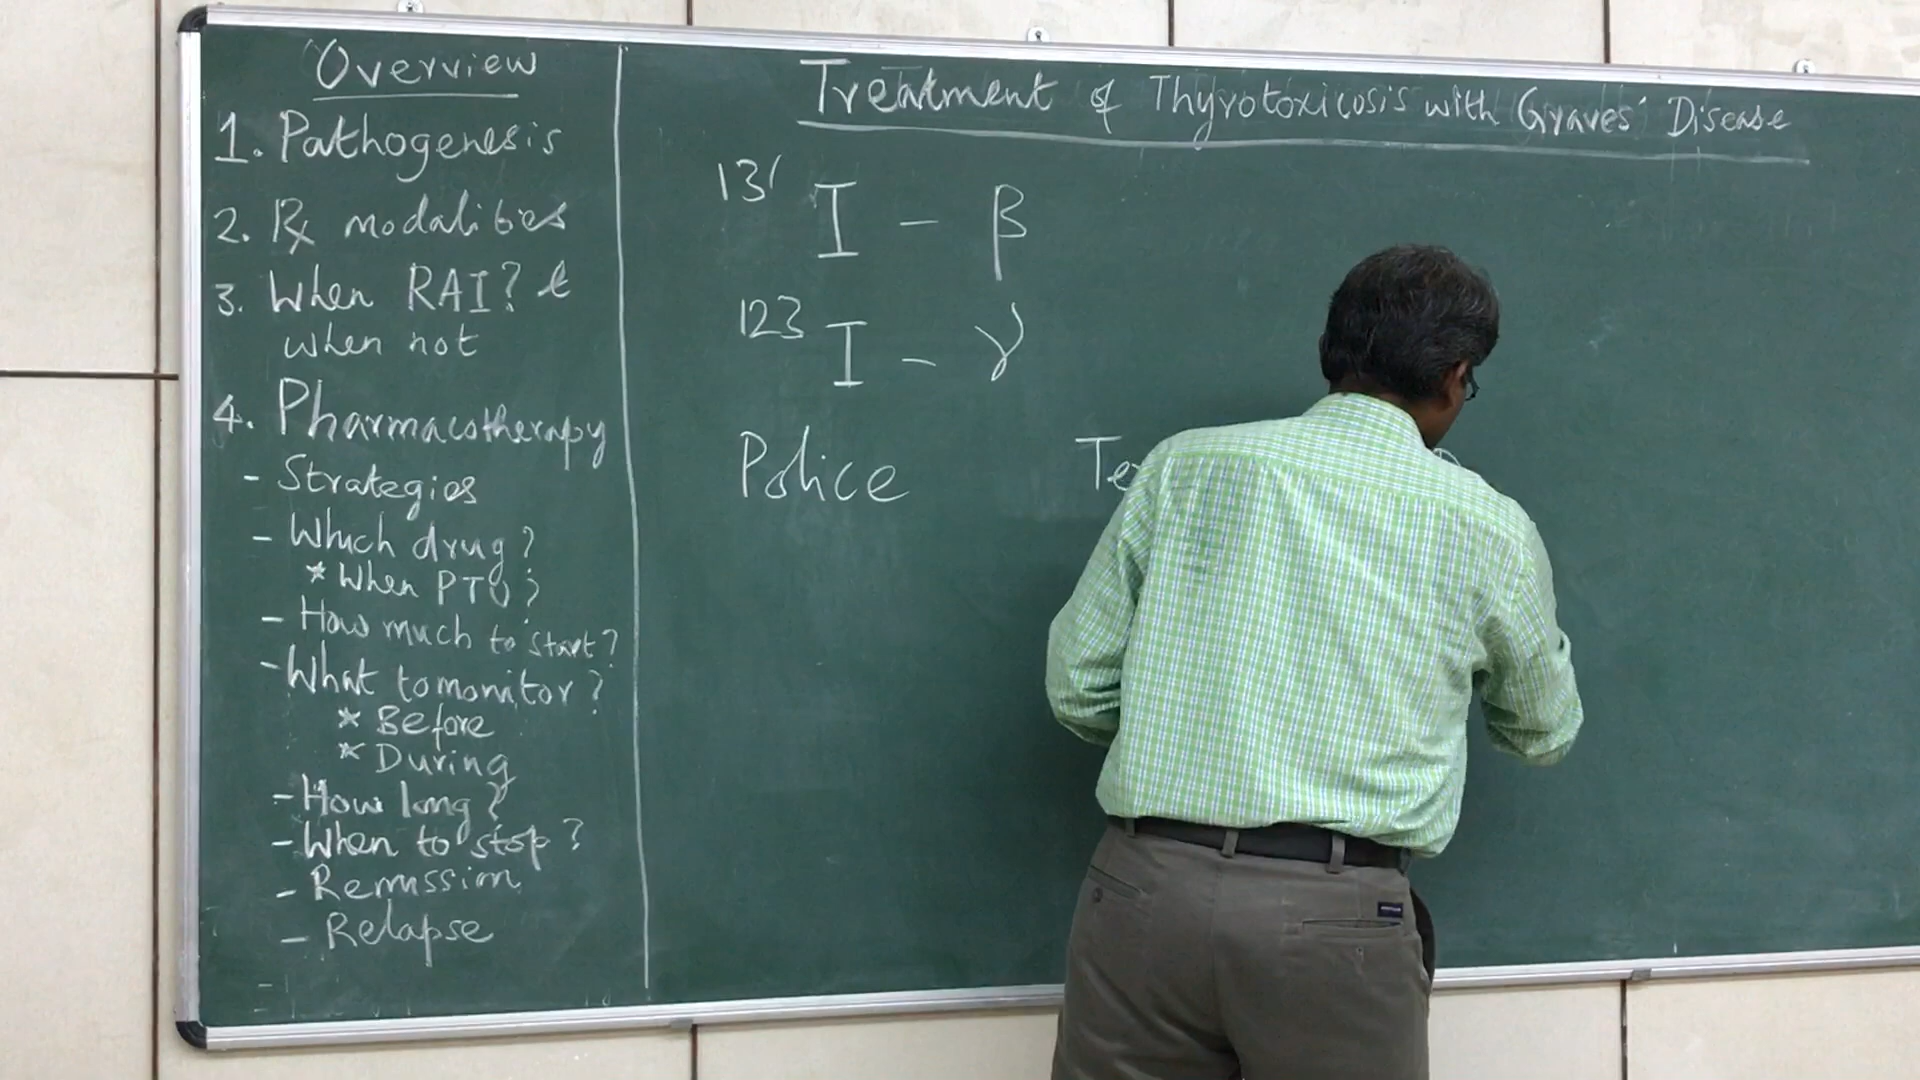 Overview
1. Pathogenesis
2. ℞ modalities
3. When RAI? &
when not
4. Pharmacotherapy
- Strategies
- Which drug?
* When PTU?
- How much to start?
- What to monitor?
* Before
* During
- How long?
- When to stop?
- Remission
- Relapse
Treatment of Thyrotoxicosis with Graves' Disease
131 I - β
123 I - γ
Police Te